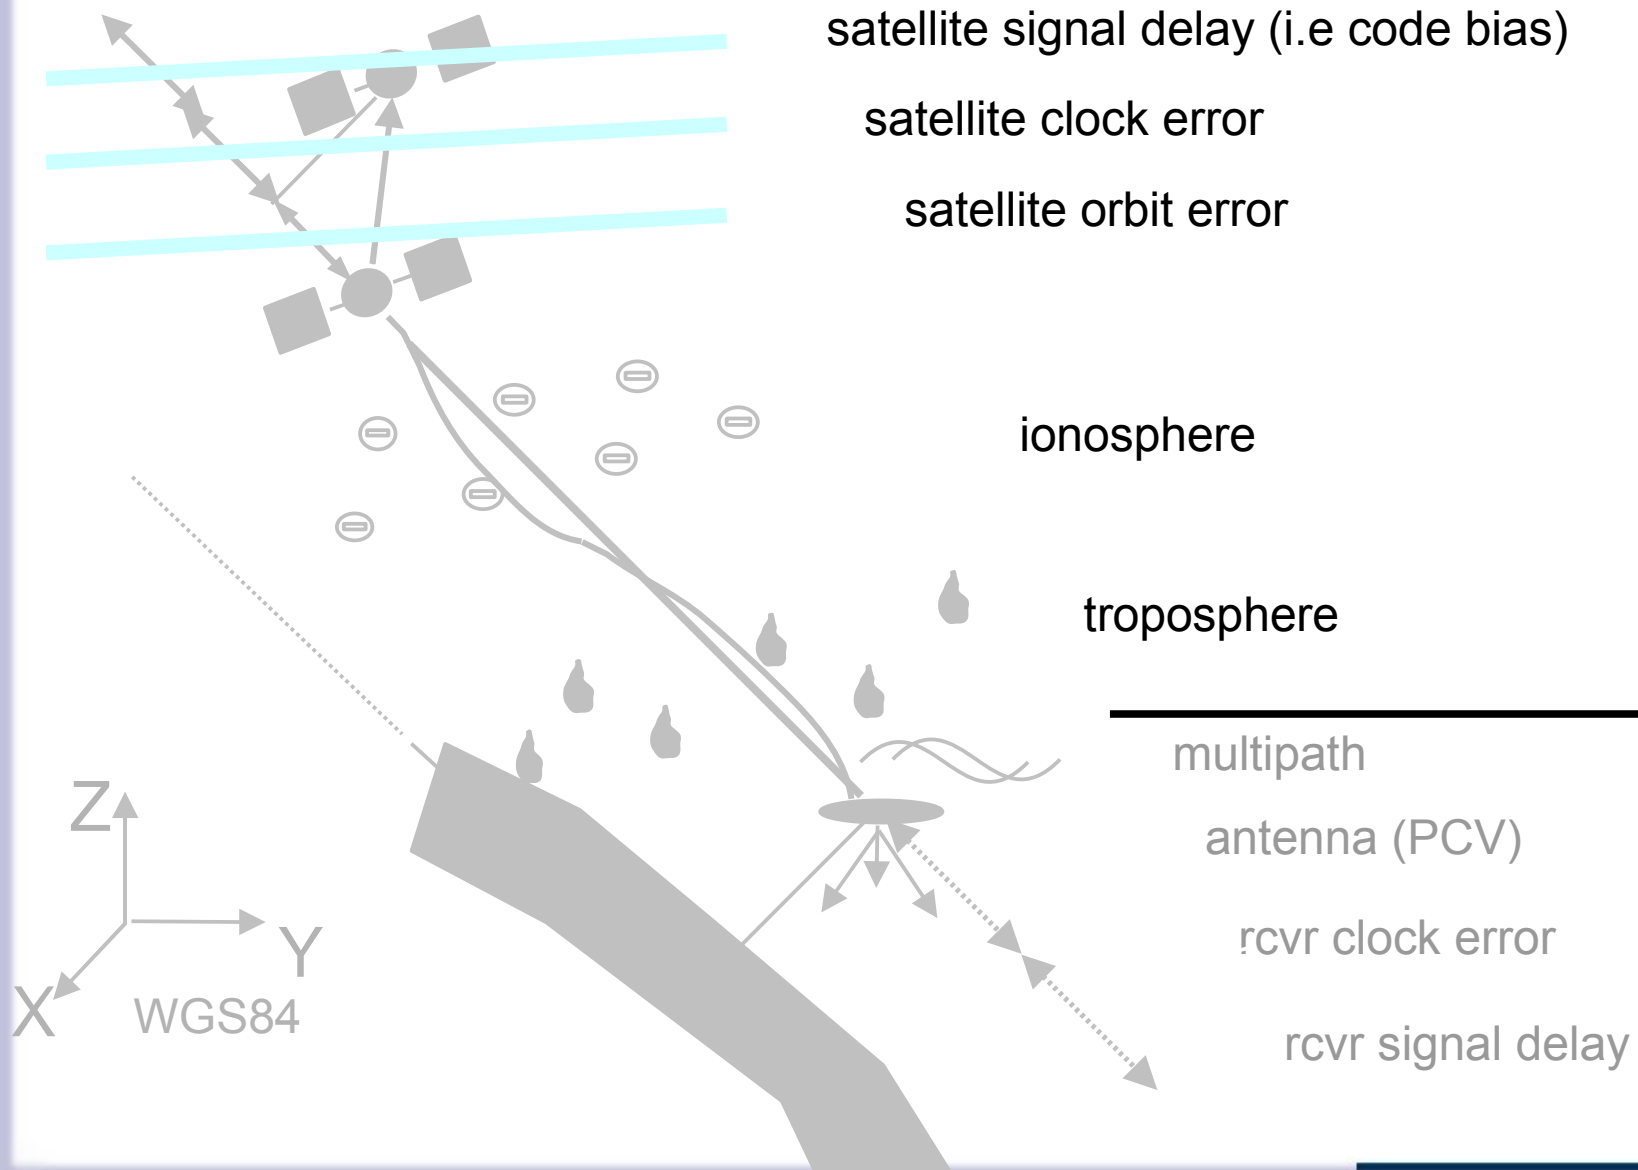 satellite signal delay (i.e code bias)
satellite clock error
satellite orbit error
ionosphere
troposphere
multipath
antenna (PCV)
rcvr clock error
rcvr signal delay
Z
Y
X
WGS84